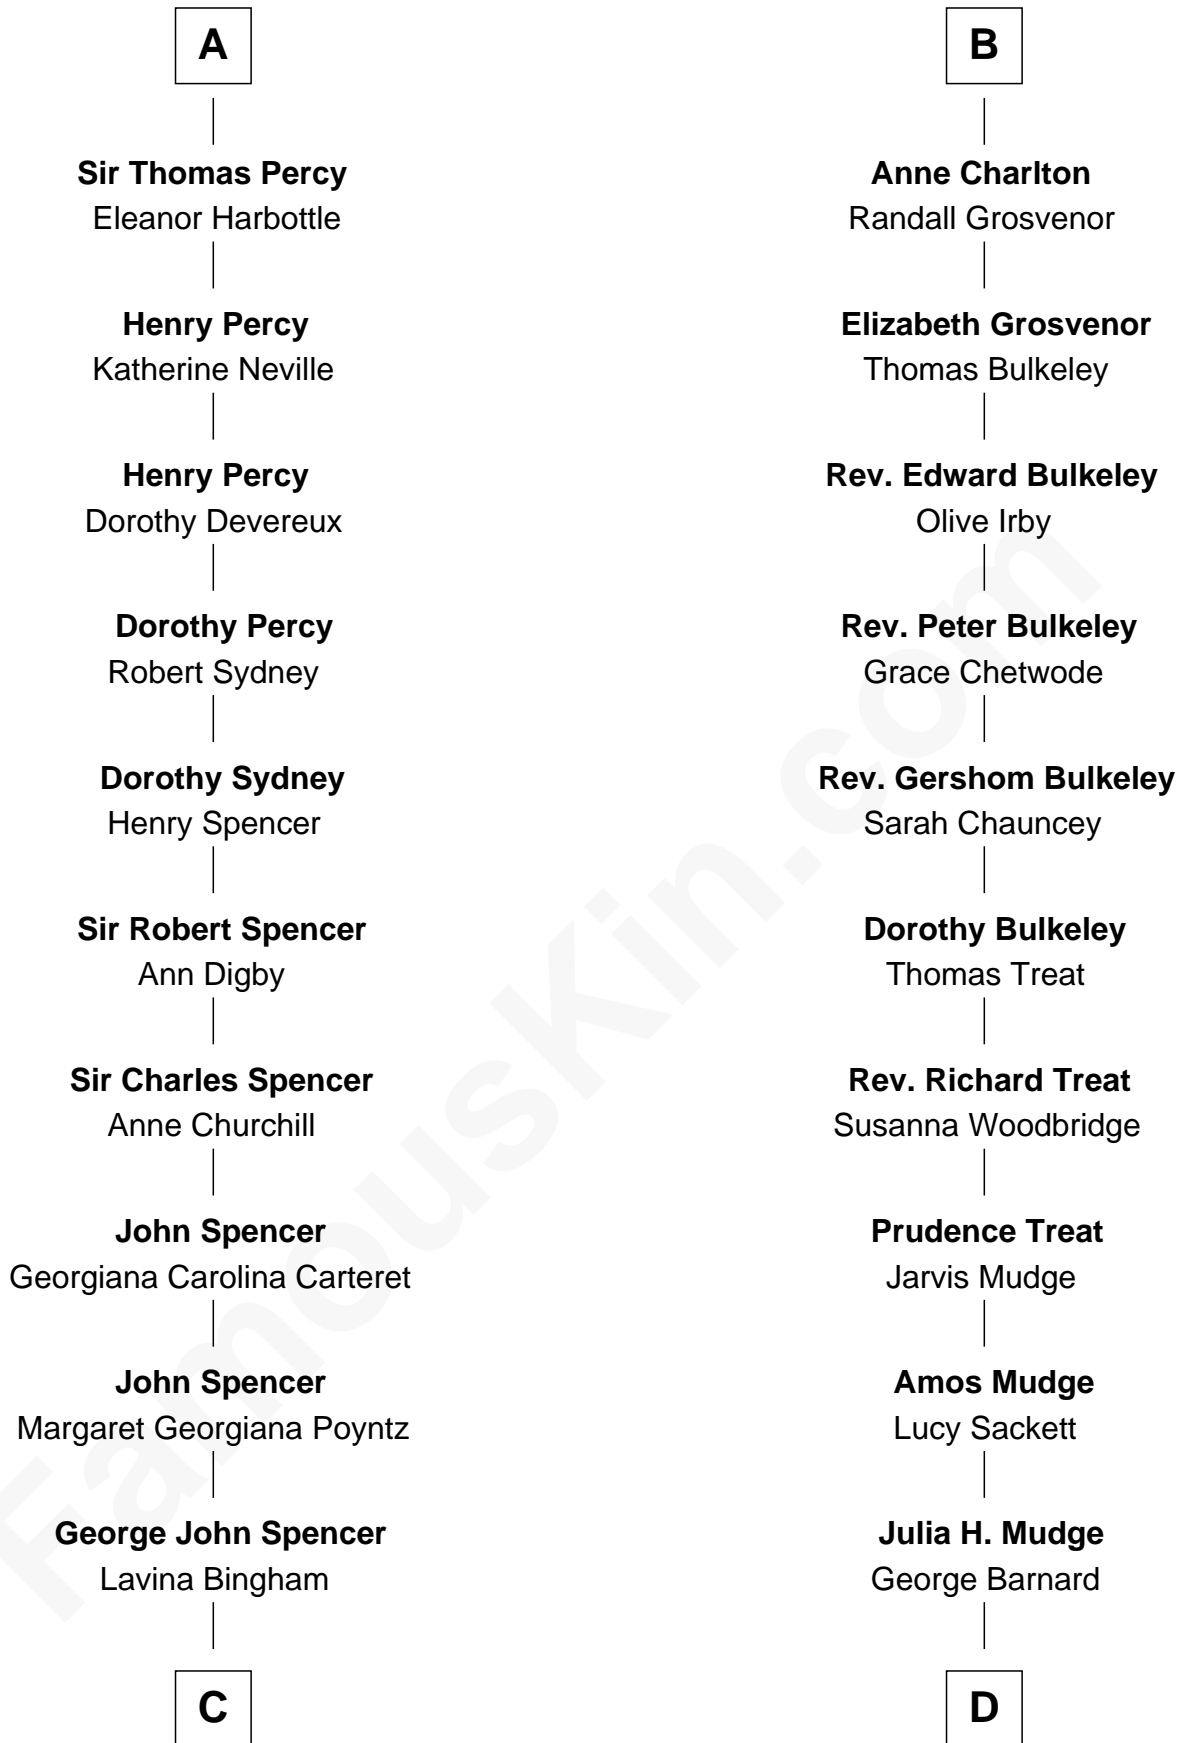 A
Sir Thomas Percy
Eleanor Harbottle
Henry Percy
Katherine Neville
Henry Percy
Dorothy Devereux
Dorothy Percy
Robert Sydney
Dorothy Sydney
Henry Spencer
Sir Robert Spencer
Ann Digby
Sir Charles Spencer
Anne Churchill
John Spencer
Georgiana Carolina Carteret
John Spencer
Margaret Georgiana Poyntz
George John Spencer
Lavina Bingham
C
B
Anne Charlton
Randall Grosvenor
Elizabeth Grosvenor
Thomas Bulkeley
Rev. Edward Bulkeley
Olive Irby
Rev. Peter Bulkeley
Grace Chetwode
Rev. Gershom Bulkeley
Sarah Chauncey
Dorothy Bulkeley
Thomas Treat
Rev. Richard Treat
Susanna Woodbridge
Prudence Treat
Jarvis Mudge
Amos Mudge
Lucy Sackett
Julia H. Mudge
George Barnard
D
FamousKin.com